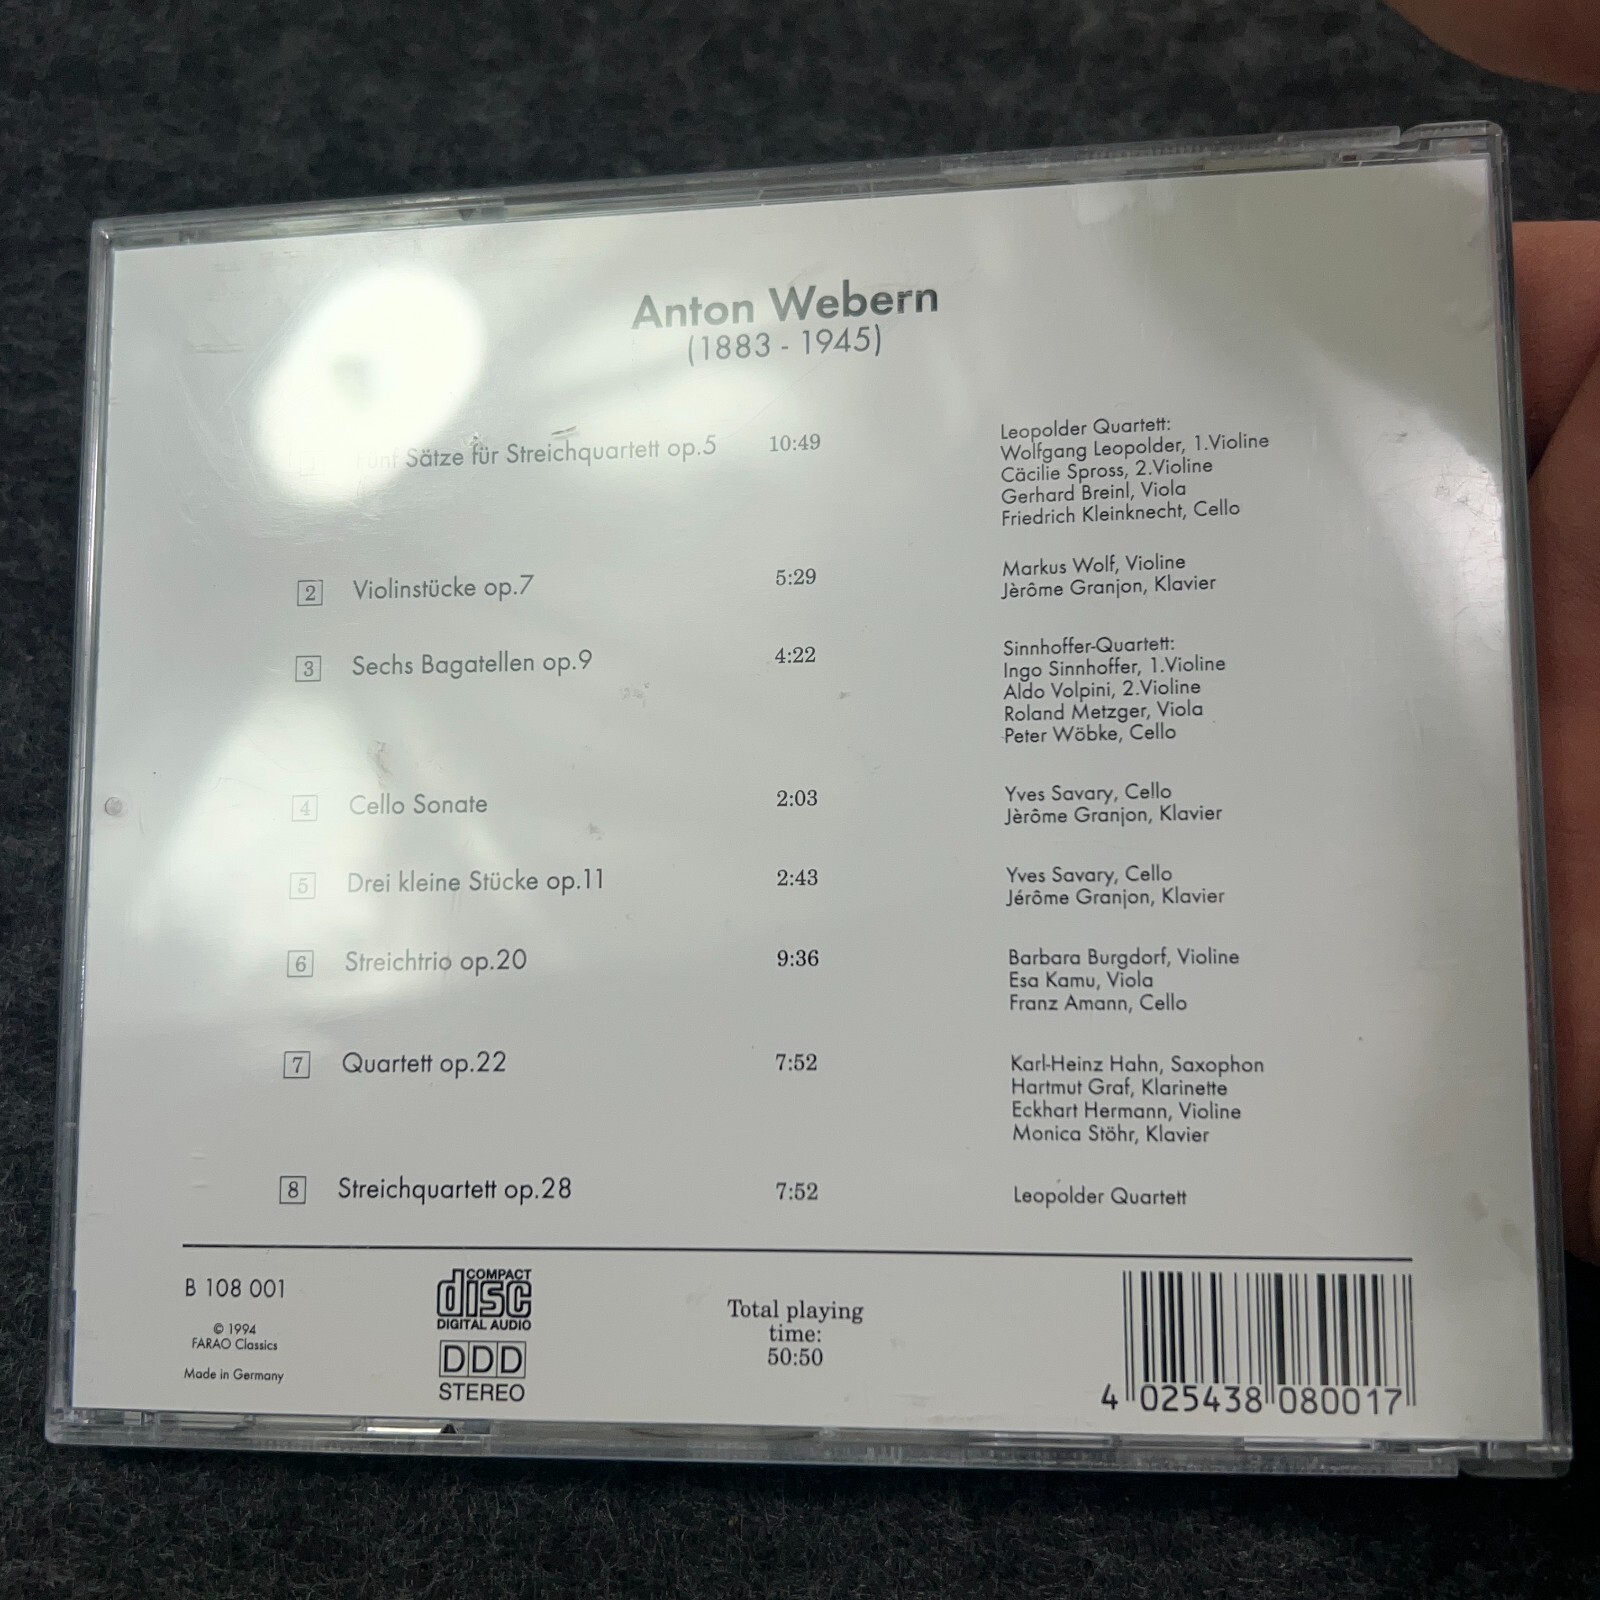 Anton Webern
(1883 - 1945)
Fünf Sätze für Streichquartett op.5 10:49
Leopolder Quartett:
Wolfgang Leopolder, 1.Violine
Cäcilie Spross, 2.Violine
Gerhard Breinl, Viola
Friedrich Kleinknecht, Cello
2 Violinstücke op.7 5:29
Markus Wolf, Violine
Jèrôme Granjon, Klavier
3 Sechs Bagatellen op.9 4:22
Sinnhoffer-Quartett:
Ingo Sinnhoffer, 1.Violine
Aldo Volpini, 2.Violine
Roland Metzger, Viola
Peter Wöbke, Cello
4 Cello Sonate 2:03
Yves Savary, Cello
Jèrôme Granjon, Klavier
5 Drei kleine Stücke op.11 2:43
Yves Savary, Cello
Jérôme Granjon, Klavier
6 Streichtrio op.20 9:36
Barbara Burgdorf, Violine
Esa Kamu, Viola
Franz Amann, Cello
7 Quartett op.22 7:52
Karl-Heinz Hahn, Saxophon
Hartmut Graf, Klarinette
Eckhart Hermann, Violine
Monica Stöhr, Klavier
8 Streichquartett op.28 7:52
Leopolder Quartett
B 108 001
© 1994
FARAO Classics
Made in Germany
COMPACT
disc
DIGITAL AUDIO
DDD
STEREO
Total playing
time:
50:50
4 025438 080017